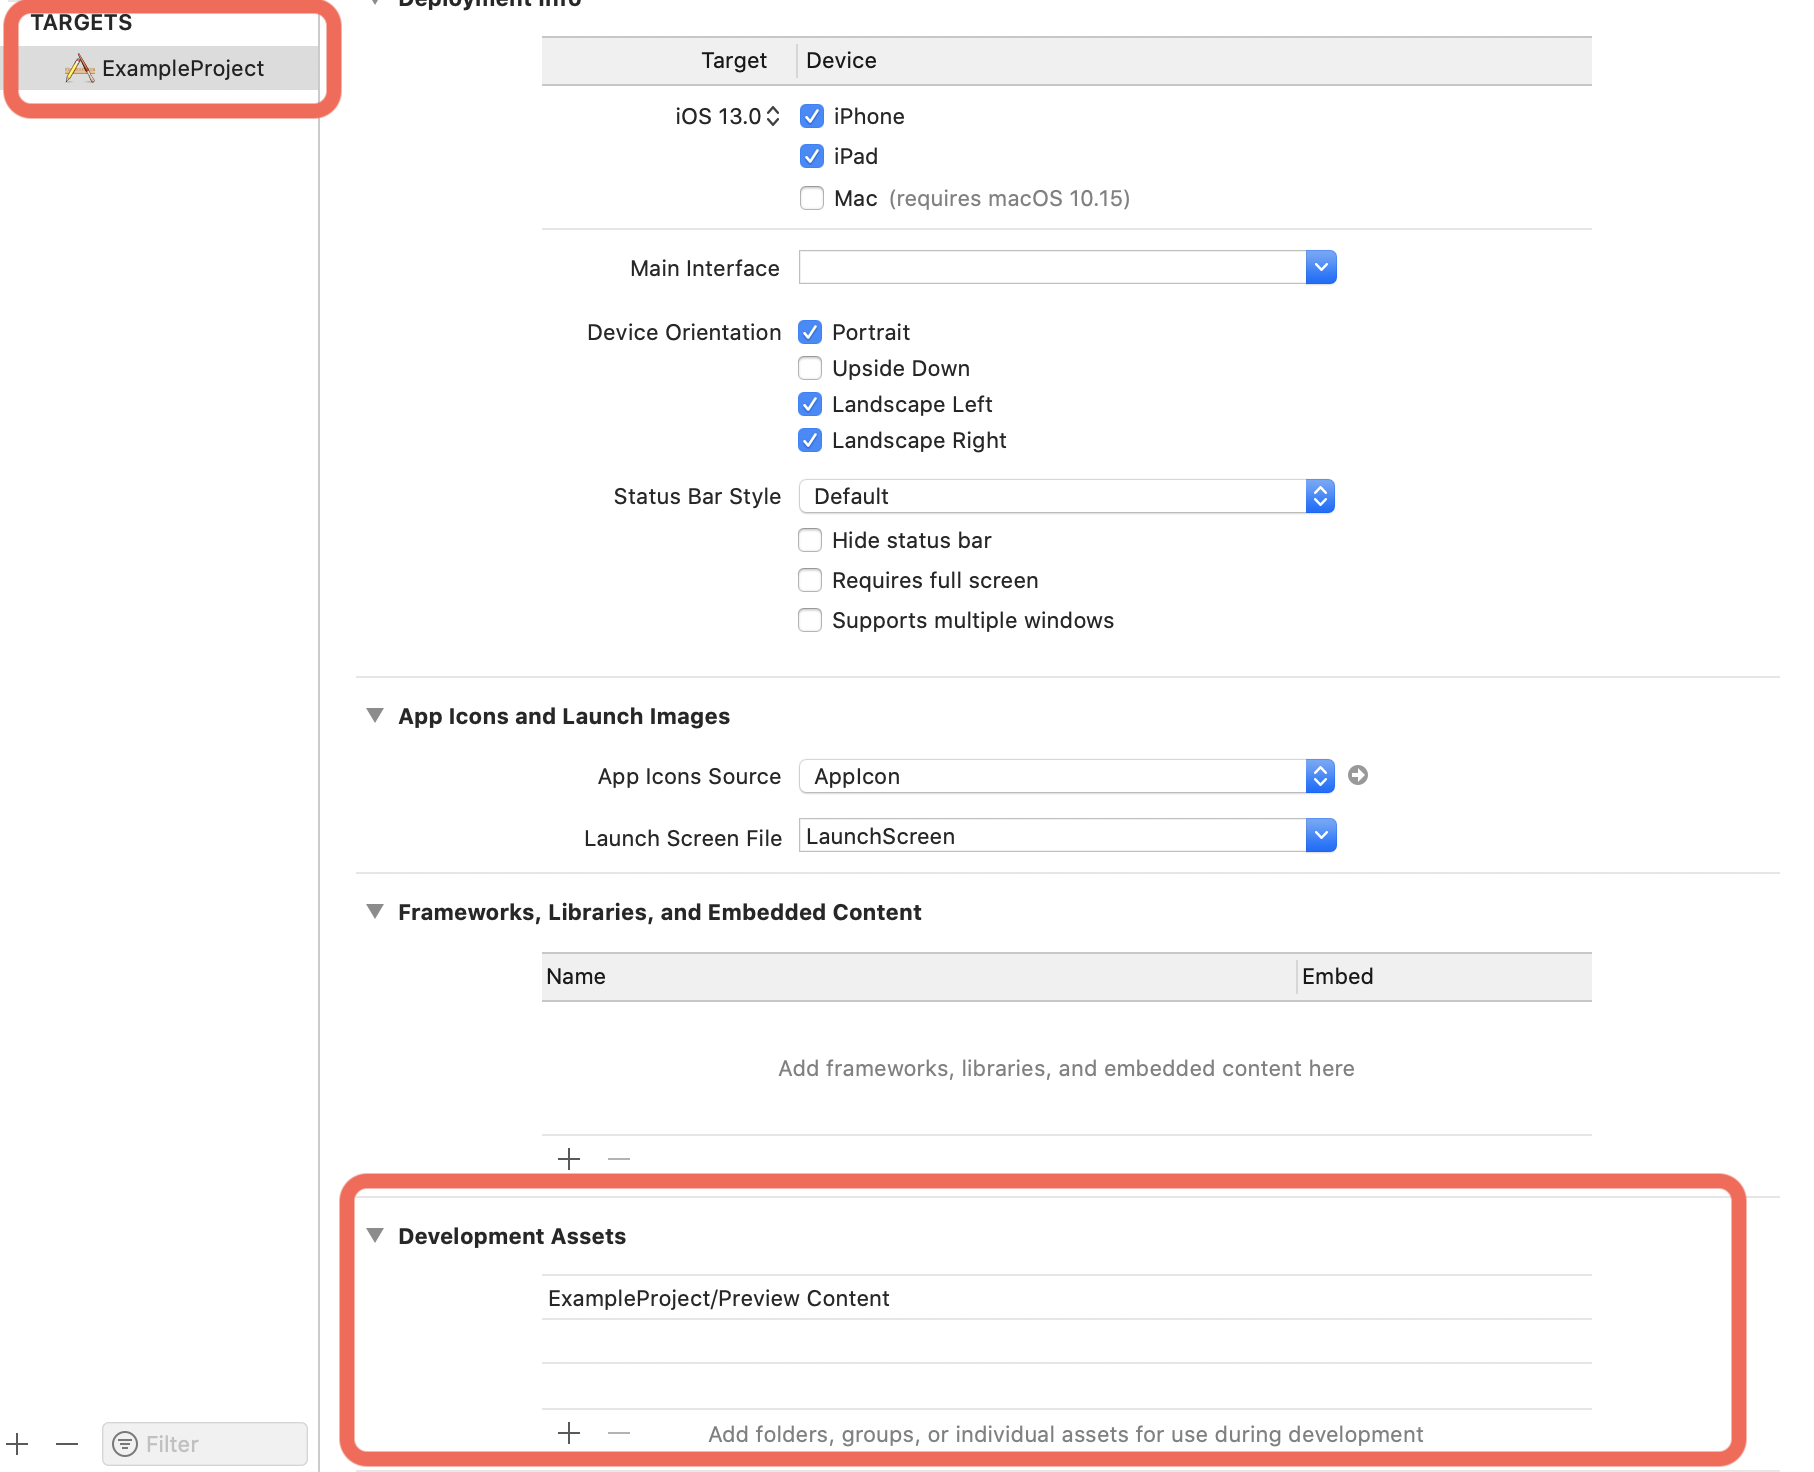 TARGETS
ExampleProject
Deployment Info
Target Device
iOS 13.0 iPhone
iPad
Mac (requires macOS 10.15)
Main Interface
Device Orientation Portrait
Upside Down
Landscape Left
Landscape Right
Status Bar Style Default
Hide status bar
Requires full screen
Supports multiple windows
App Icons and Launch Images
App Icons Source AppIcon
Launch Screen File LaunchScreen
Frameworks, Libraries, and Embedded Content
Name Embed
Add frameworks, libraries, and embedded content here
Development Assets
ExampleProject/Preview Content
Add folders, groups, or individual assets for use during development
Filter